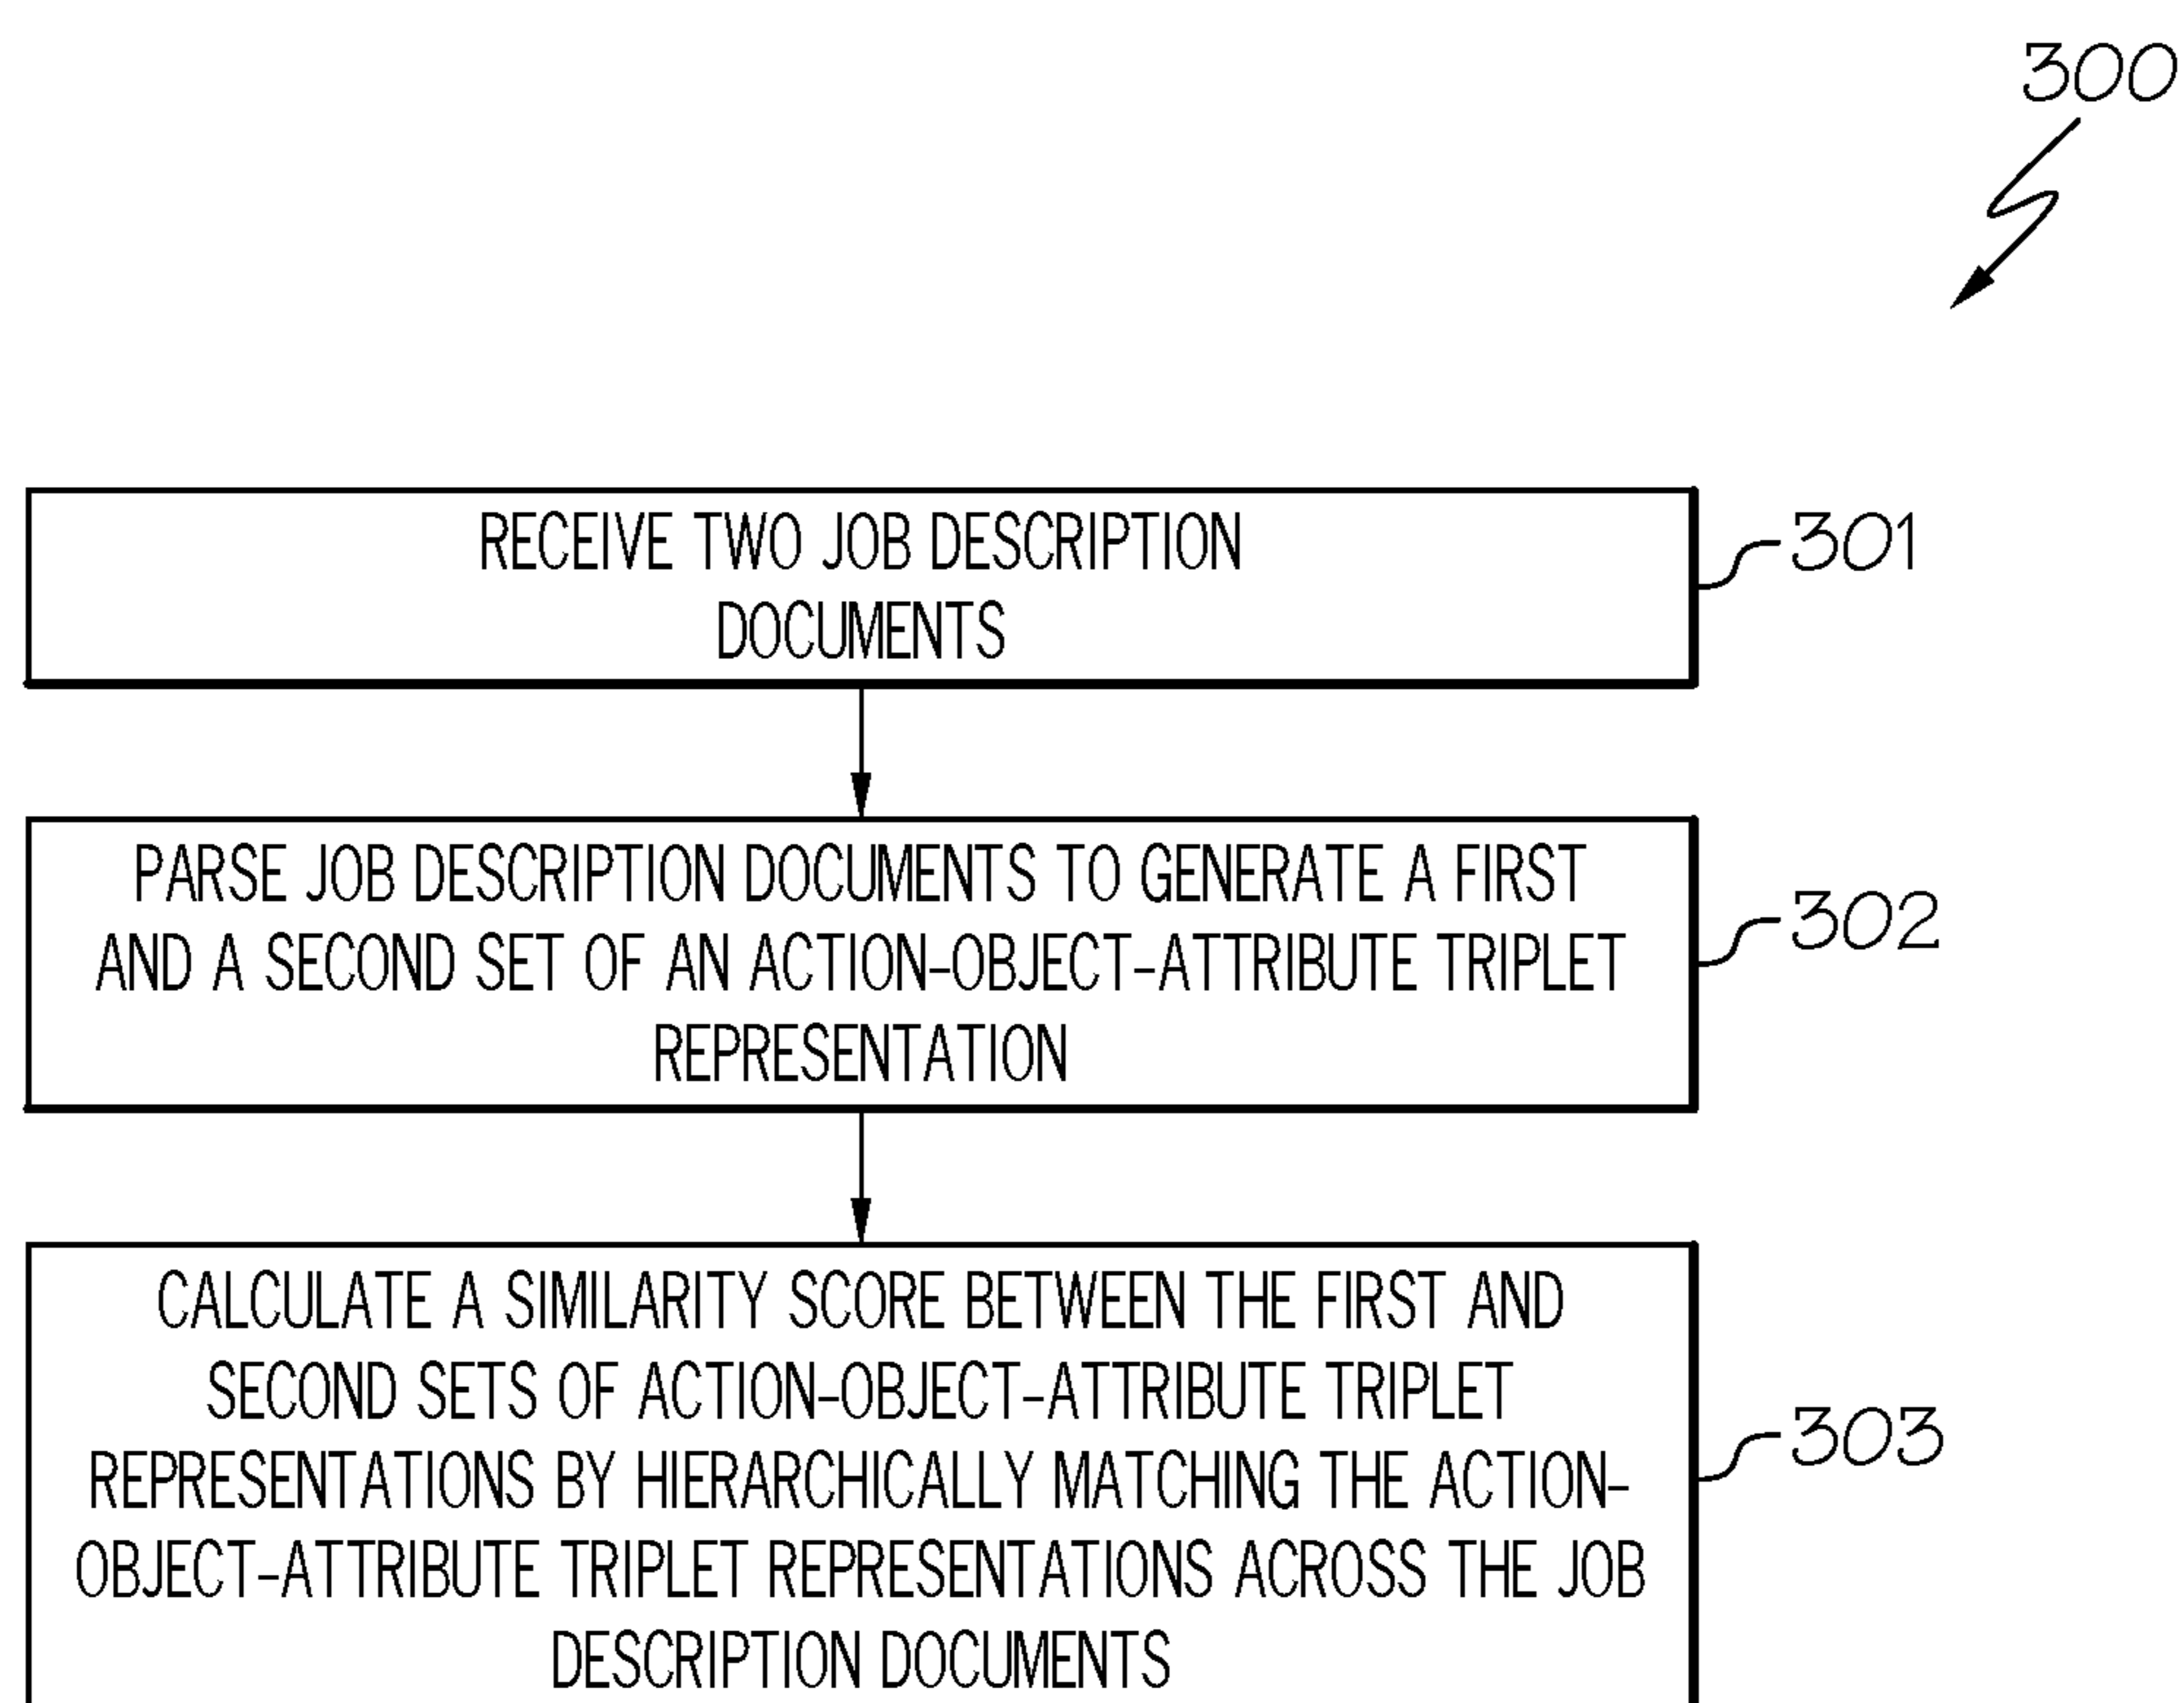 300
RECEIVE TWO JOB DESCRIPTION
DOCUMENTS
301
PARSE JOB DESCRIPTION DOCUMENTS TO GENERATE A FIRST
AND A SECOND SET OF AN ACTION-OBJECT-ATTRIBUTE TRIPLET
REPRESENTATION
302
CALCULATE A SIMILARITY SCORE BETWEEN THE FIRST AND
SECOND SETS OF ACTION-OBJECT-ATTRIBUTE TRIPLET
REPRESENTATIONS BY HIERARCHICALLY MATCHING THE ACTION-
OBJECT-ATTRIBUTE TRIPLET REPRESENTATIONS ACROSS THE JOB
DESCRIPTION DOCUMENTS
303